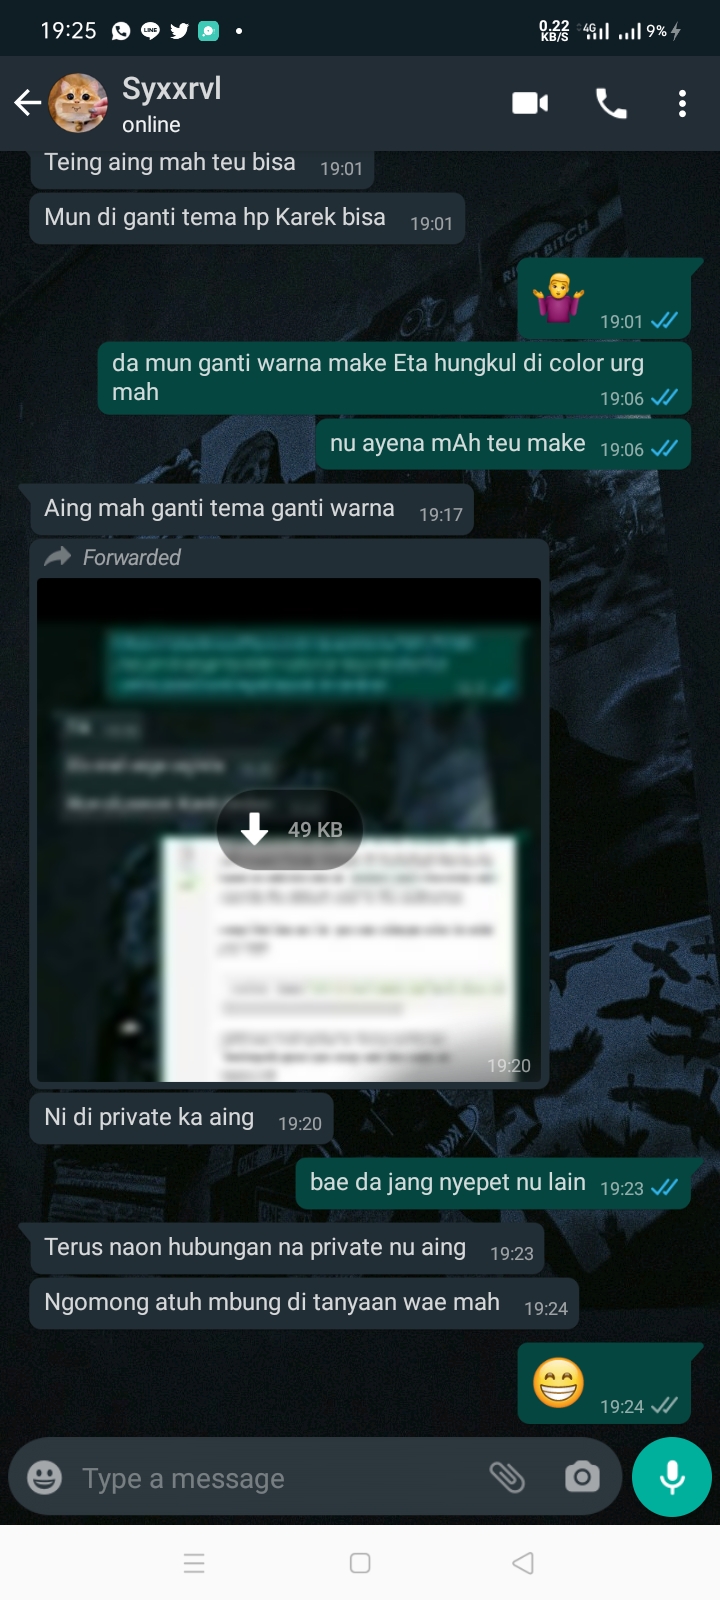 19:25
0.22
KB/S
4G
9%
Syxxrvl
online
Teing aing mah teu bisa 19:01
Mun di ganti tema hp Karek bisa 19:01
BITCH
19:01
da mun ganti warna make Eta hungkul di color urg
mah 19:06
nu ayena mAh teu make 19:06
Aing mah ganti tema ganti warna 19:17
Forwarded
49 KB
19:20
Ni di private ka aing 19:20
bae da jang nyepet nu lain 19:23
Terus naon hubungan na private nu aing 19:23
Ngomong atuh mbung di tanyaan wae mah 19:24
19:24
Type a message